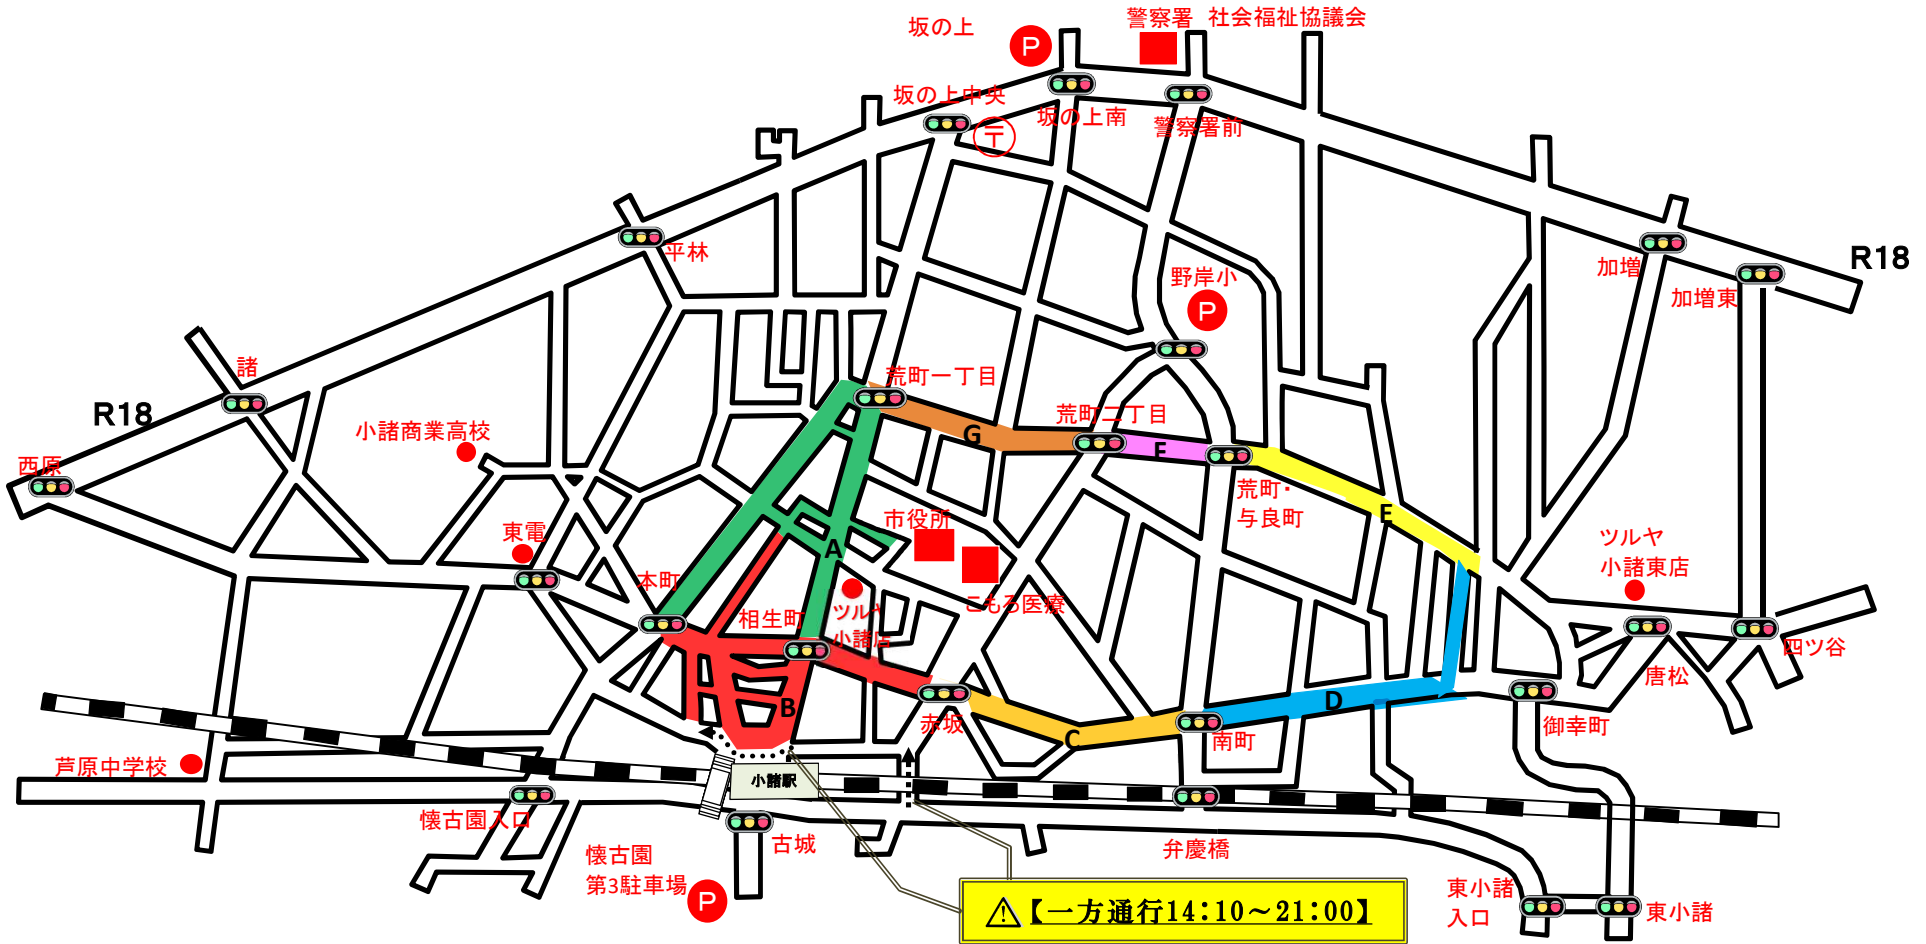 坂の上
P
警察署
社会福祉協議会
坂の上中央
〒
坂の上南
警察署前
平林
野岸小
P
加増
加増東
R18
諸
R18
荒町一丁目
荒町二丁目
小諸商業高校
西原
G
F
荒町・
与良町
E
東電
市役所
A
ツルヤ
小諸東店
本町
相生町
ツルヤ
小諸店
こもろ医療
唐松
四ツ谷
B
赤坂
C
南町
D
御幸町
芦原中学校
小諸駅
懐古園入口
古城
弁慶橋
懐古園
第3駐車場
P
東小諸
入口
東小諸
【一方通行14:10～21:00】